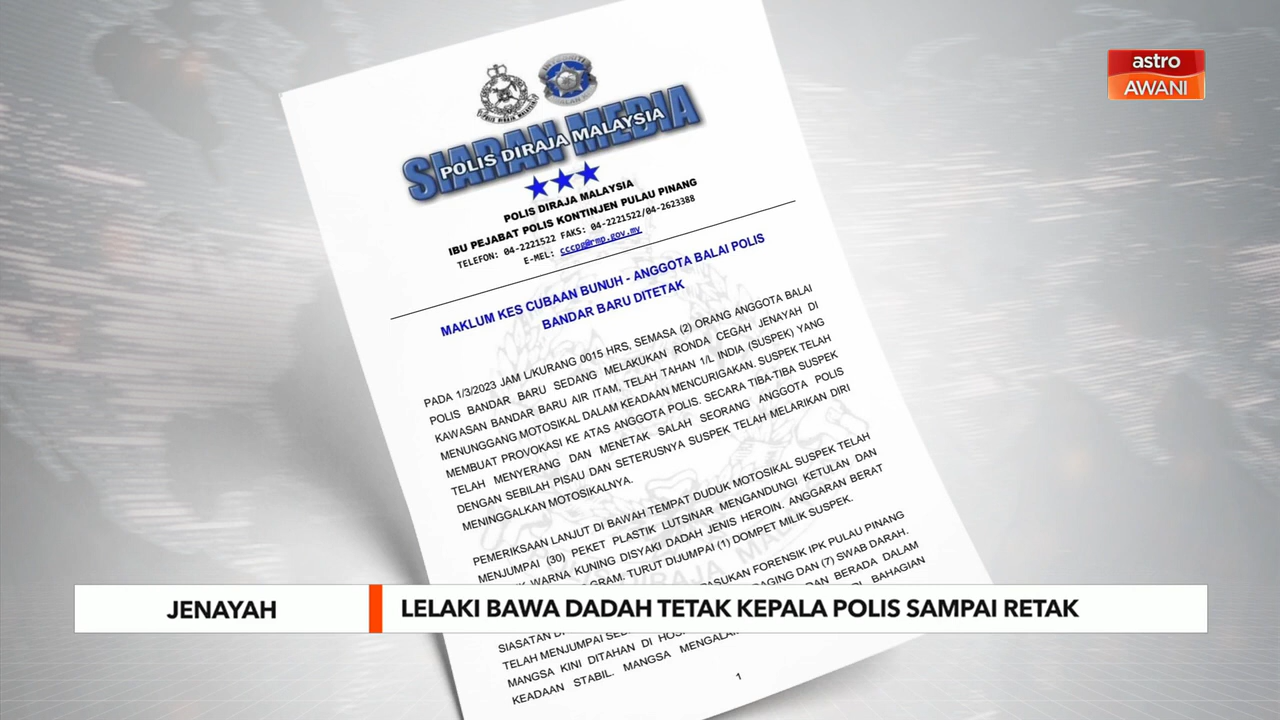 astro
AWANI
POLIS DIRAJA MALAYSIA
SIARAN MEDIA
POLIS DIRAJA MALAYSIA
POLIS DIRAJA MALAYSIA
IBU PEJABAT POLIS KONTINJEN PULAU PINANG
TELEFON: 04-2221522 FAKS: 04-2221522/04-2623388
E-MEL: cccpg@rmp.gov.my
MAKLUM KES CUBAAN BUNUH - ANGGOTA BALAI POLIS
BANDAR BARU DITETAK
PADA 1/3/2023 JAM L/KURANG 0015 HRS, SEMASA (2) ORANG ANGGOTA BALAI
POLIS BANDAR BARU SEDANG MELAKUKAN RONDA CEGAH JENAYAH DI
KAWASAN BANDAR BARU AIR ITAM, TELAH TAHAN 1/L INDIA (SUSPEK) YANG
MENUNGGANG MOTOSIKAL DALAM KEADAAN MENCURIGAKAN. SUSPEK TELAH
MEMBUAT PROVOKASI KE ATAS ANGGOTA POLIS. SECARA TIBA-TIBA SUSPEK
TELAH MENYERANG DAN MENETAK SALAH SEORANG ANGGOTA POLIS
DENGAN SEBILAH PISAU DAN SETERUSNYA SUSPEK TELAH MELARIKAN DIRI
MENINGGALKAN MOTOSIKALNYA.
PEMERIKSAAN LANJUT DI BAWAH TEMPAT DUDUK MOTOSIKAL SUSPEK TELAH
MENJUMPAI (30) PEKET PLASTIK LUTSINAR MENGANDUNGI KETULAN DAN
WARNA KUNING DISYAKI DADAH JENIS HEROIN. ANGGARAN BERAT
GRAM. TURUT DIJUMPAI (1) DOMPET MILIK SUSPEK.
PASUKAN FORENSIK IPK PULAU PINANG
DAGING DAN (7) SWAB DARAH.
BERADA DALAM
BAHAGIAN
SIASATAN
TELAH MENJUMPAI
MANGSA KINI DITAHAN DI
KEADAAN STABIL. MANGSA
1
JENAYAH
LELAKI BAWA DADAH TETAK KEPALA POLIS SAMPAI RETAK